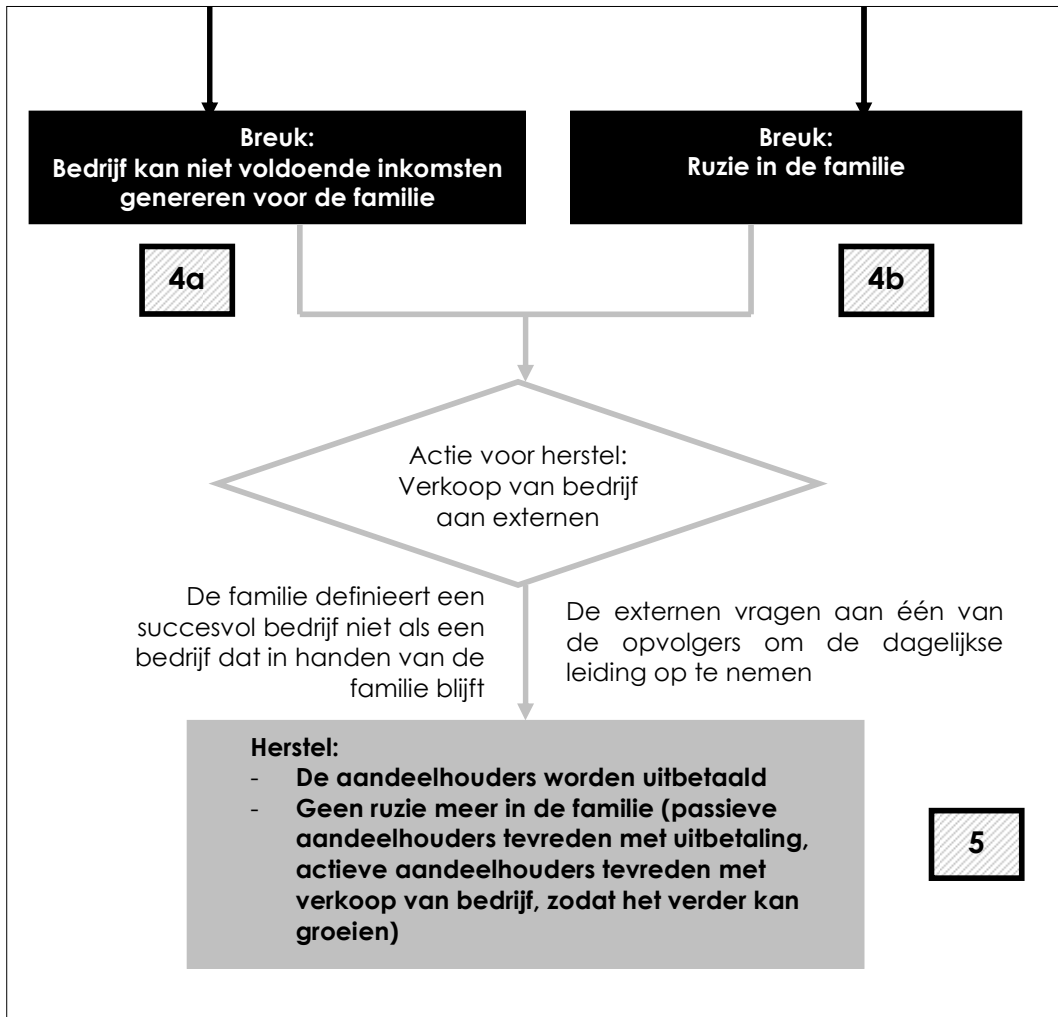 Breuk:
Bedrijf kan niet voldoende inkomsten
genereren voor de familie
Breuk:
Ruzie in de familie
4a
4b
Actie voor herstel:
Verkoop van bedrijf
aan externen
De familie definieert een
succesvol bedrijf niet als een
bedrijf dat in handen van de
familie blijft
De externen vragen aan één van
de opvolgers om de dagelijkse
leiding op te nemen
Herstel:
- De aandeelhouders worden uitbetaald
- Geen ruzie meer in de familie (passieve
aandeelhouders tevreden met uitbetaling,
actieve aandeelhouders tevreden met
verkoop van bedrijf, zodat het verder kan
groeien)
5